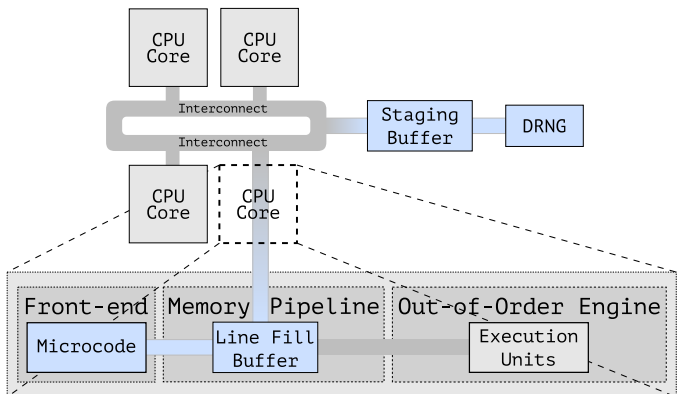 CPU
Core
CPU
Core
Interconnect
Interconnect
Staging
Buffer
DRNG
CPU
Core
CPU
Core
Front-end
Memory Pipeline
Out-of-Order Engine
Microcode
Line Fill
Buffer
Execution
Units